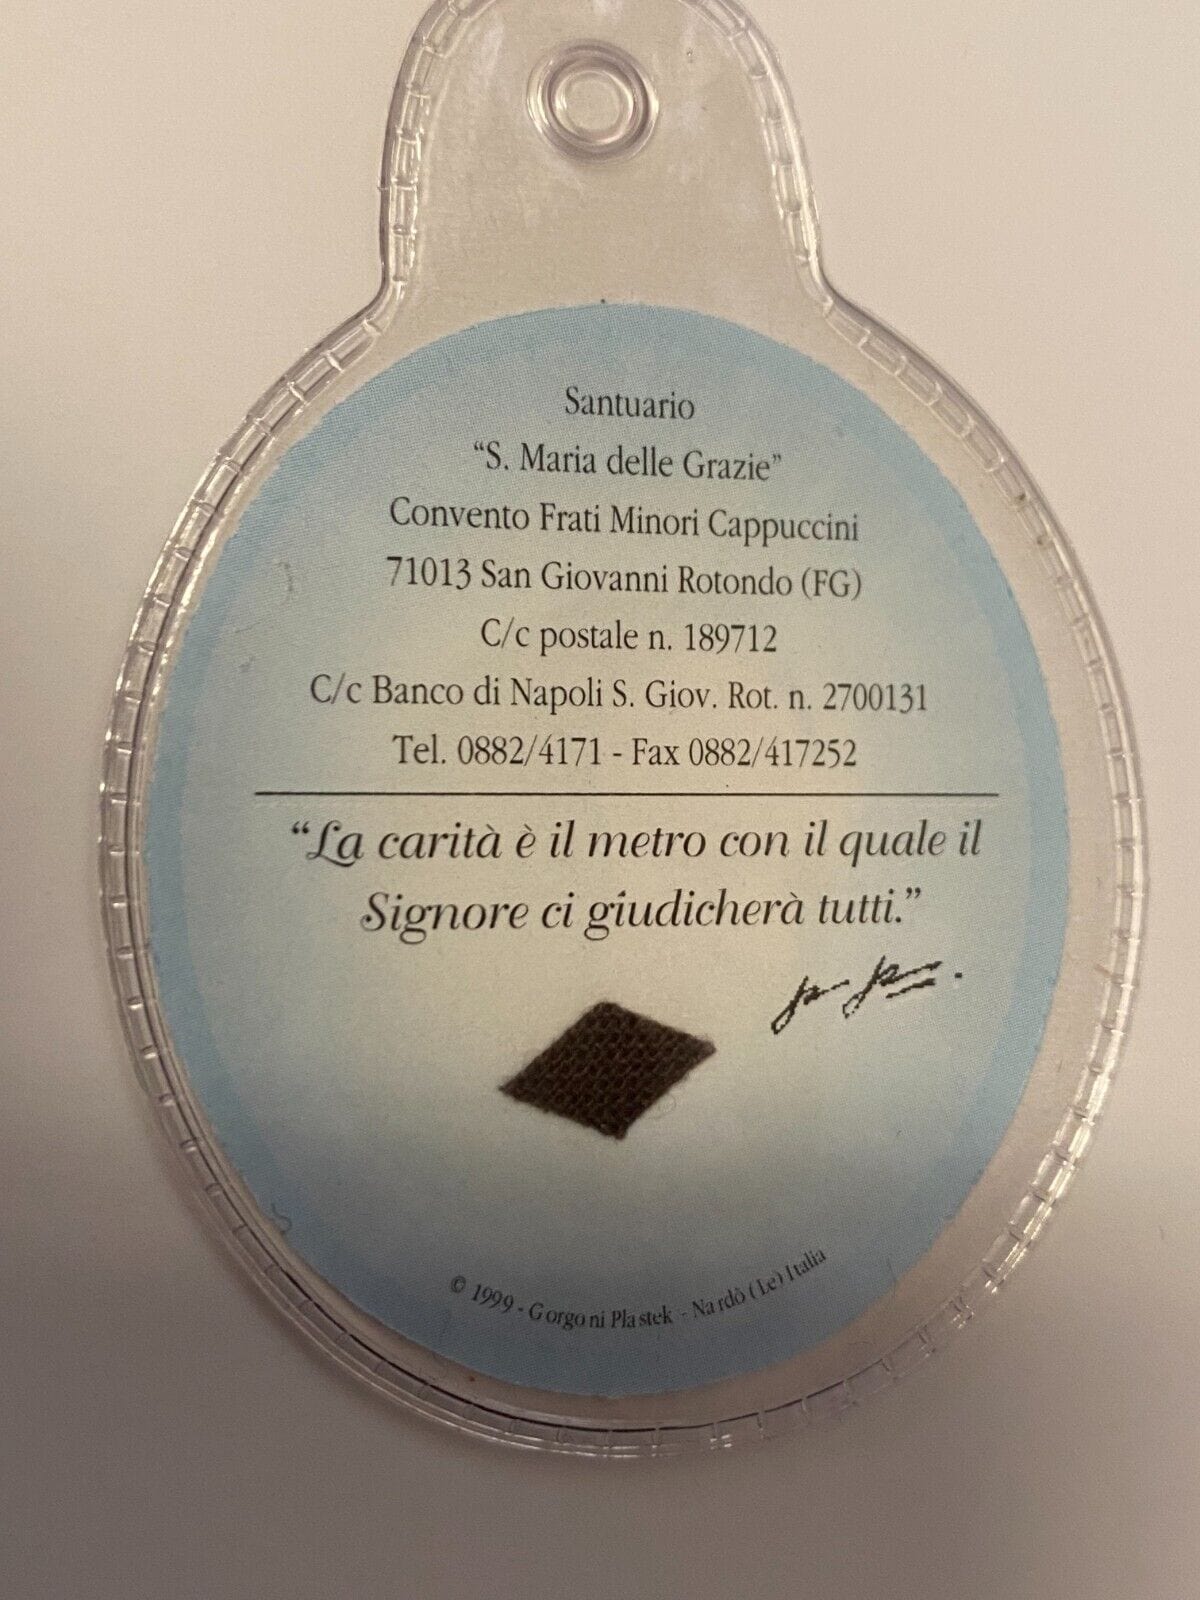 Santuario
“S. Maria delle Grazie”
Convento Frati Minori Cappuccini
71013 San Giovanni Rotondo (FG)
C/c postale n. 189712
C/c Banco di Napoli S. Giov. Rot. n. 2700131
Tel. 0882/4171 - Fax 0882/417252
“La carità è il metro con il quale il
Signore ci giudicherà tutti.”
© 1999 - Gorgoni Plastek - Nardò (Le) Italia